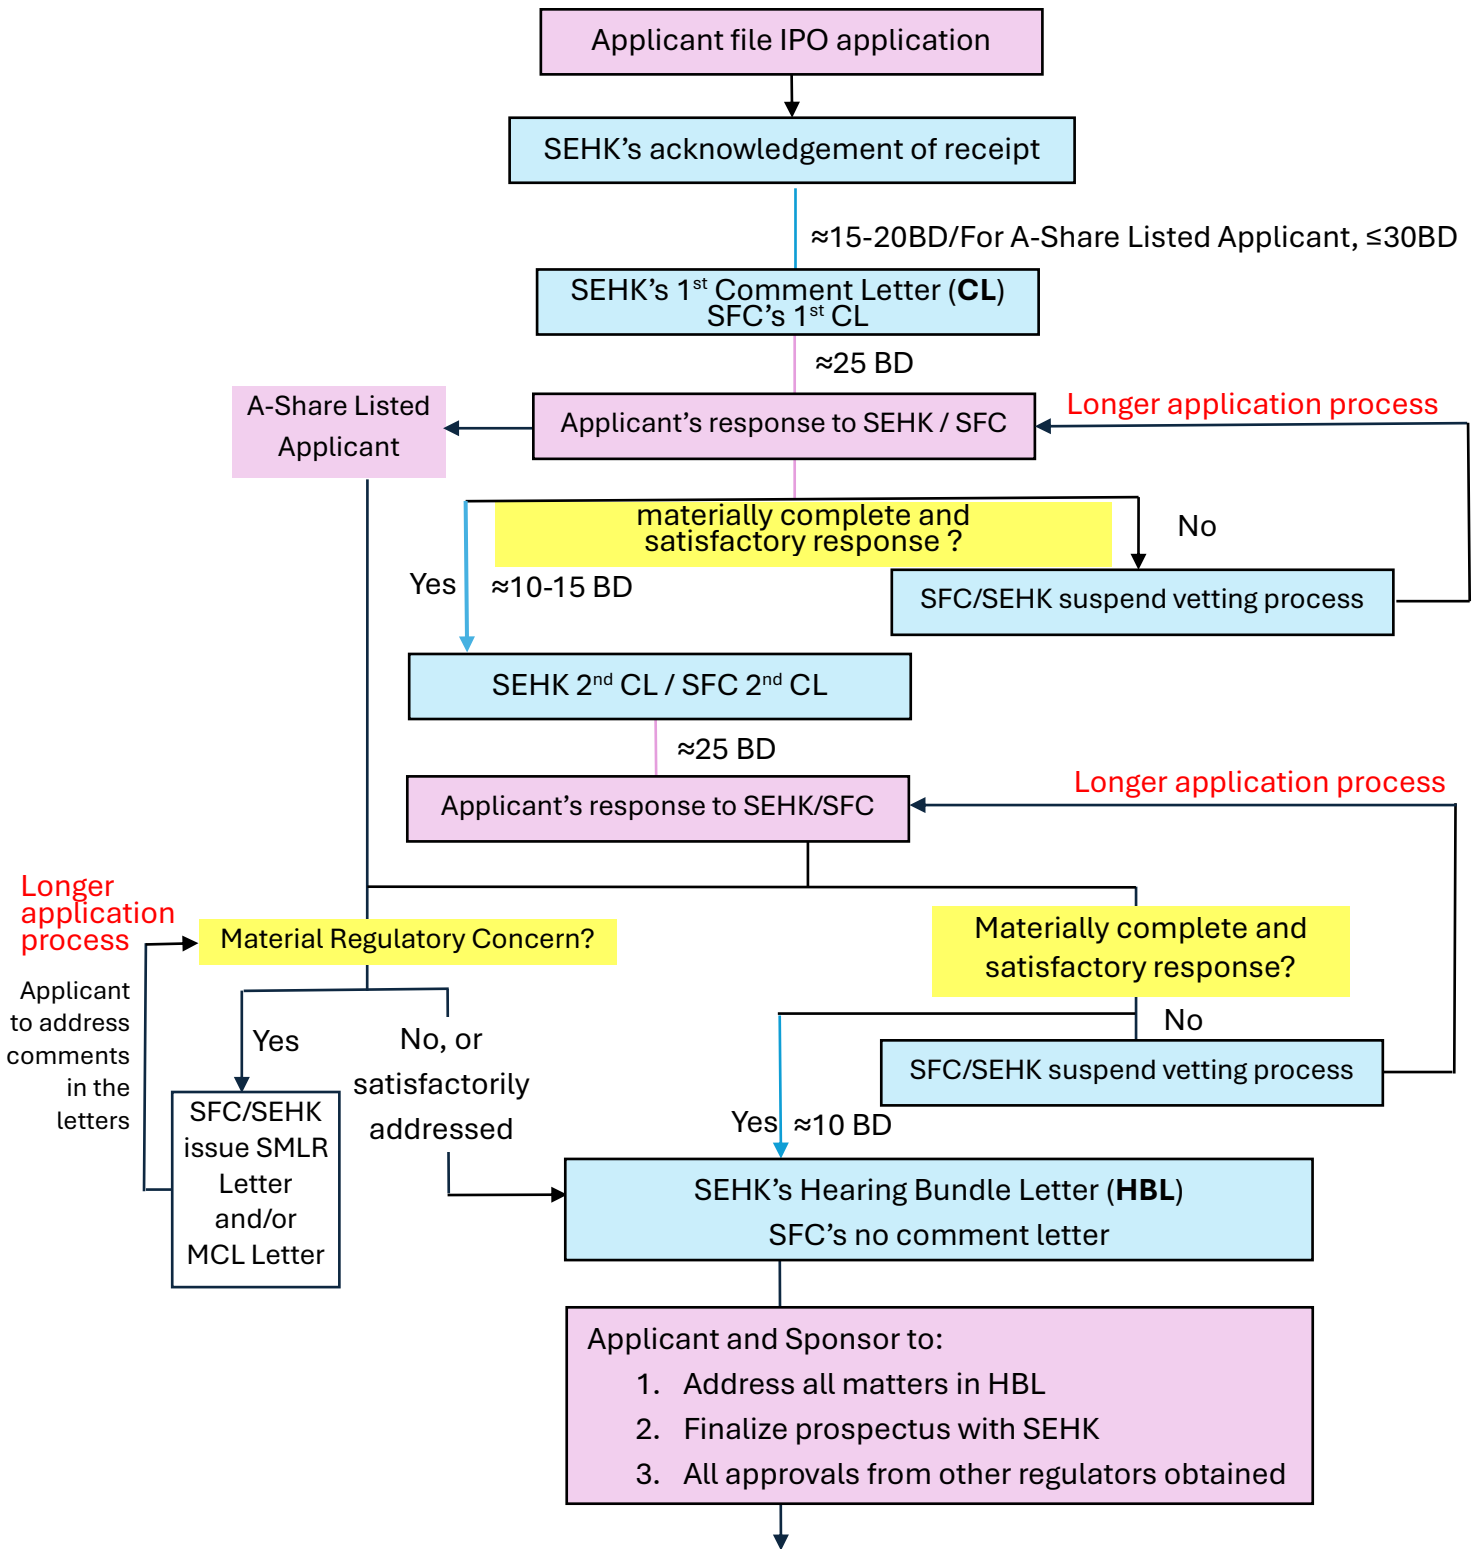 Applicant file IPO application
SEHK’s acknowledgement of receipt
≈15-20BD/For A-Share Listed Applicant, ≤30BD
SEHK’s 1st Comment Letter (CL)
SFC’s 1st CL
≈25 BD
A-Share Listed
Applicant
Applicant’s response to SEHK / SFC
Longer application process
materially complete and
satisfactory response ?
No
Yes
≈10-15 BD
SFC/SEHK suspend vetting process
SEHK 2nd CL / SFC 2nd CL
≈25 BD
Applicant’s response to SEHK/SFC
Longer application process
Longer
application
process
Material Regulatory Concern?
Applicant
to address
comments
in the
letters
Yes
No, or
satisfactorily
addressed
SFC/SEHK
issue SMLR
Letter
and/or
MCL Letter
Materially complete and
satisfactory response?
No
SFC/SEHK suspend vetting process
Yes
≈10 BD
SEHK’s Hearing Bundle Letter (HBL)
SFC’s no comment letter
Applicant and Sponsor to:
1. Address all matters in HBL
2. Finalize prospectus with SEHK
3. All approvals from other regulators obtained